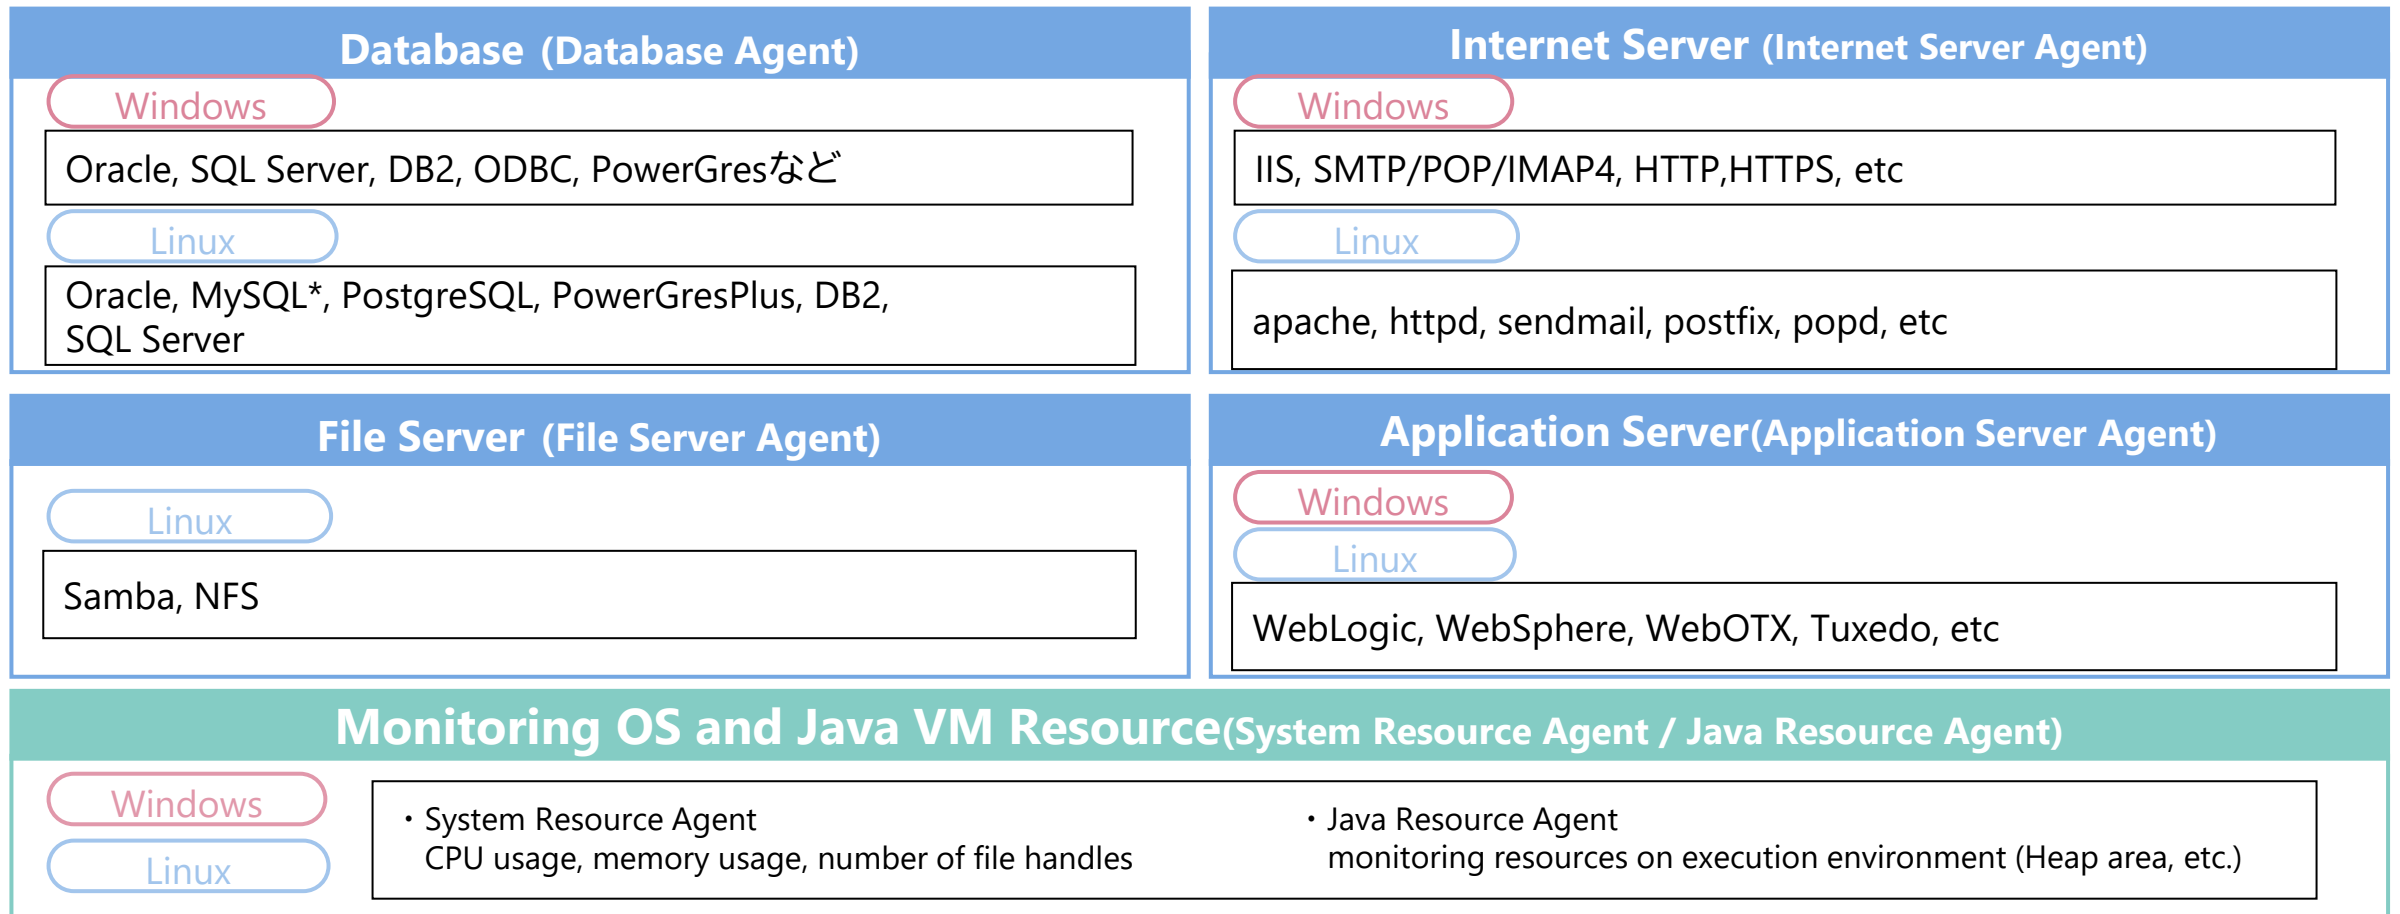 Database (Database Agent)
Windows
Oracle, SQL Server, DB2, ODBC, PowerGresなど
Linux
Oracle, MySQL*, PostgreSQL, PowerGresPlus, DB2,
SQL Server
Internet Server (Internet Server Agent)
Windows
IIS, SMTP/POP/IMAP4, HTTP,HTTPS, etc
Linux
apache, httpd, sendmail, postfix, popd, etc
File Server (File Server Agent)
Linux
Samba, NFS
Application Server(Application Server Agent)
Windows
Linux
WebLogic, WebSphere, WebOTX, Tuxedo, etc
Monitoring OS and Java VM Resource(System Resource Agent / Java Resource Agent)
Windows
Linux
・System Resource Agent
CPU usage, memory usage, number of file handles
・Java Resource Agent
monitoring resources on execution environment (Heap area, etc.)